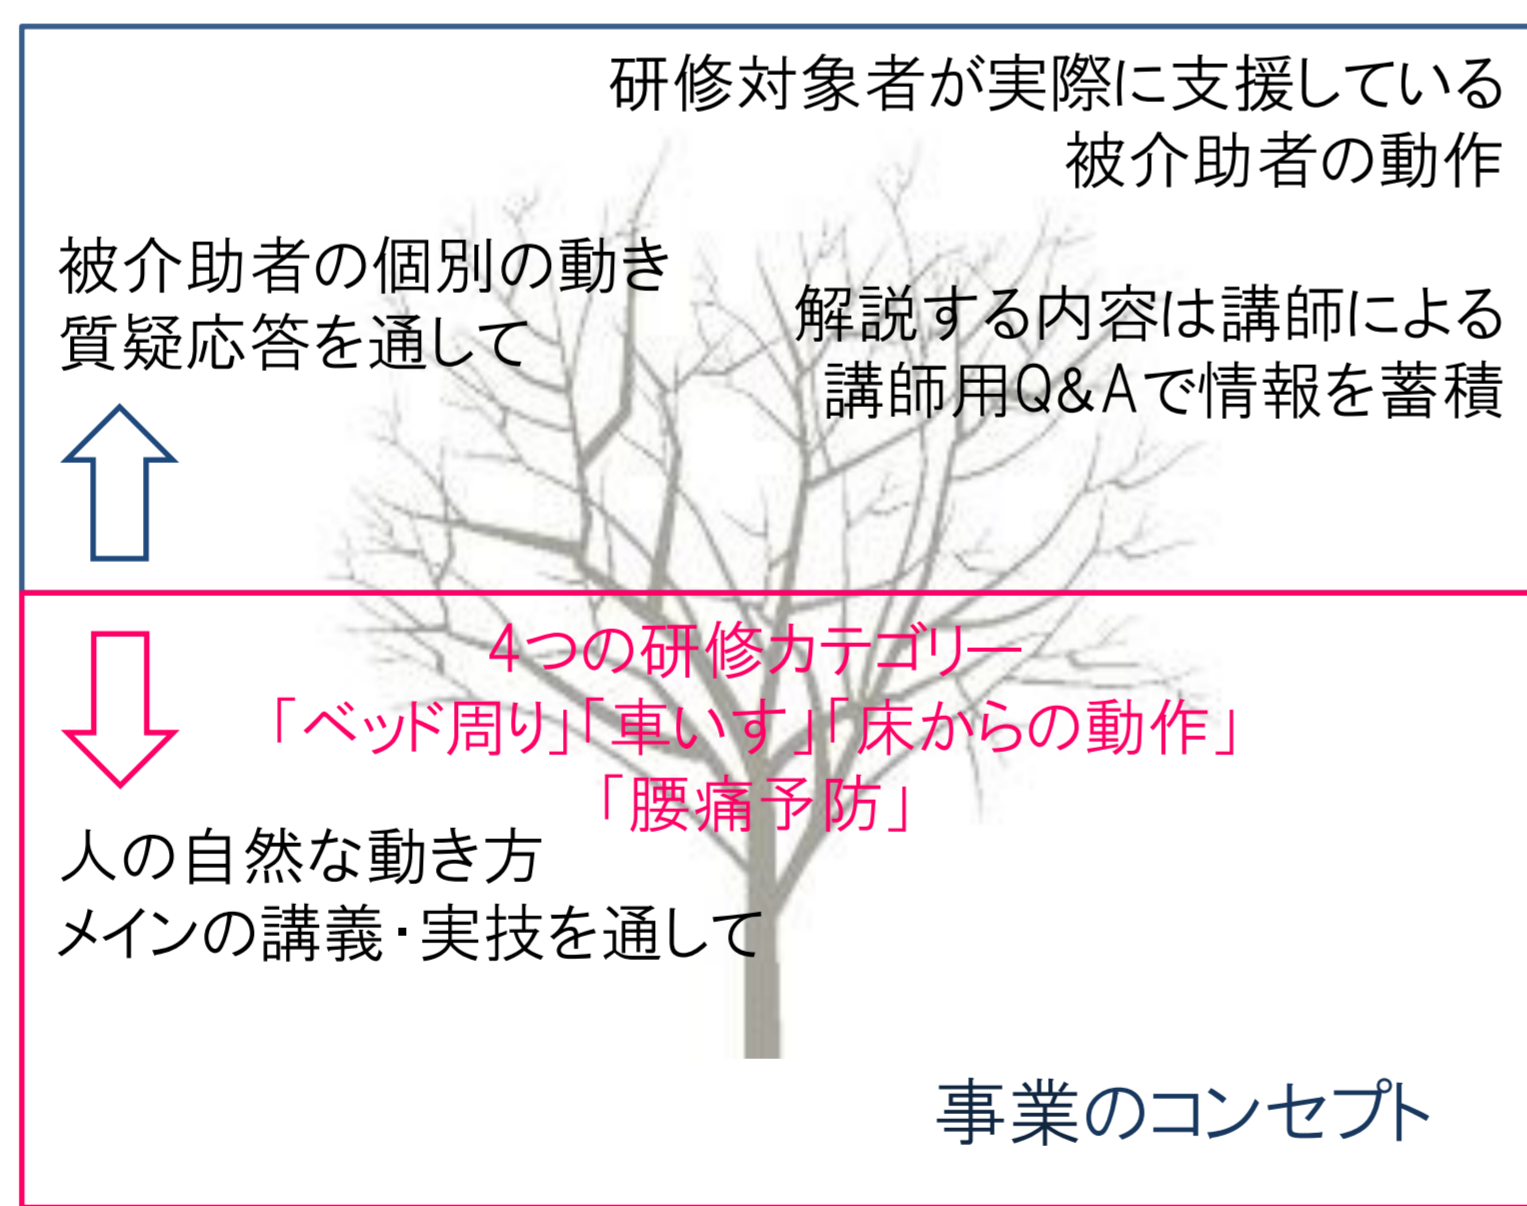 研修対象者が実際に支援している
被介助者の動作
被介助者の個別の動き
質疑応答を通して
解説する内容は講師による
講師用Q&Aで情報を蓄積
4つの研修カテゴリー
「ベッド周り」「車いす」「床からの動作」
「腰痛予防」
人の自然な動き方
メインの講義・実技を通して
事業のコンセプト